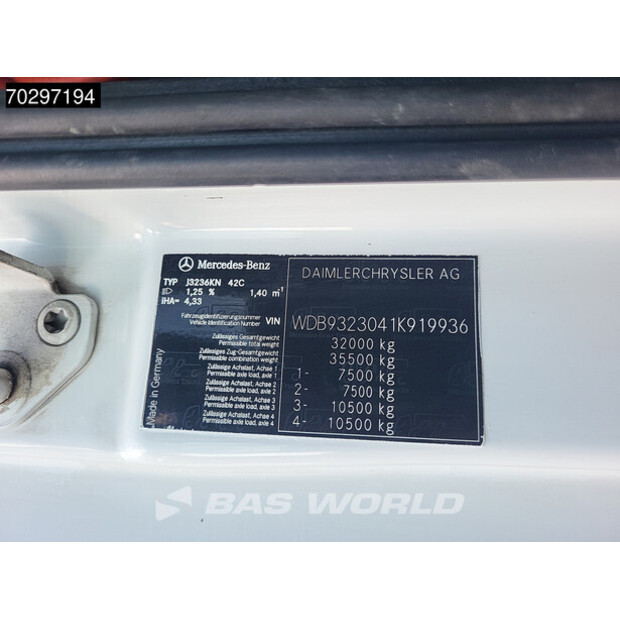 70297194
Mercedes-Benz
TYP J3236KN 42C
1,25 % 1,40 m⁻¹
iHA= 4,33
Fahrzeugidentifizierungsnummer
Vehicle Identification Number VIN
Zulässiges Gesamtgewicht
Permissible total weight
Zulässiges Zug-Gesamtgewicht
Permissible combination weight
Zulässige Achslast, Achse 1
Permissible axle load, axle 1
Zulässige Achslast, Achse 2
Permissible axle load, axle 2
Zulässige Achslast, Achse 3
Permissible axle load, axle 3
Zulässige Achslast, Achse 4
Permissible axle load, axle 4
Made in Germany
DAIMLERCHRYSLER AG
WDB9323041K919936
32000 kg
35500 kg
1- 7500 kg
2- 7500 kg
3- 10500 kg
4- 10500 kg
BAS WORLD